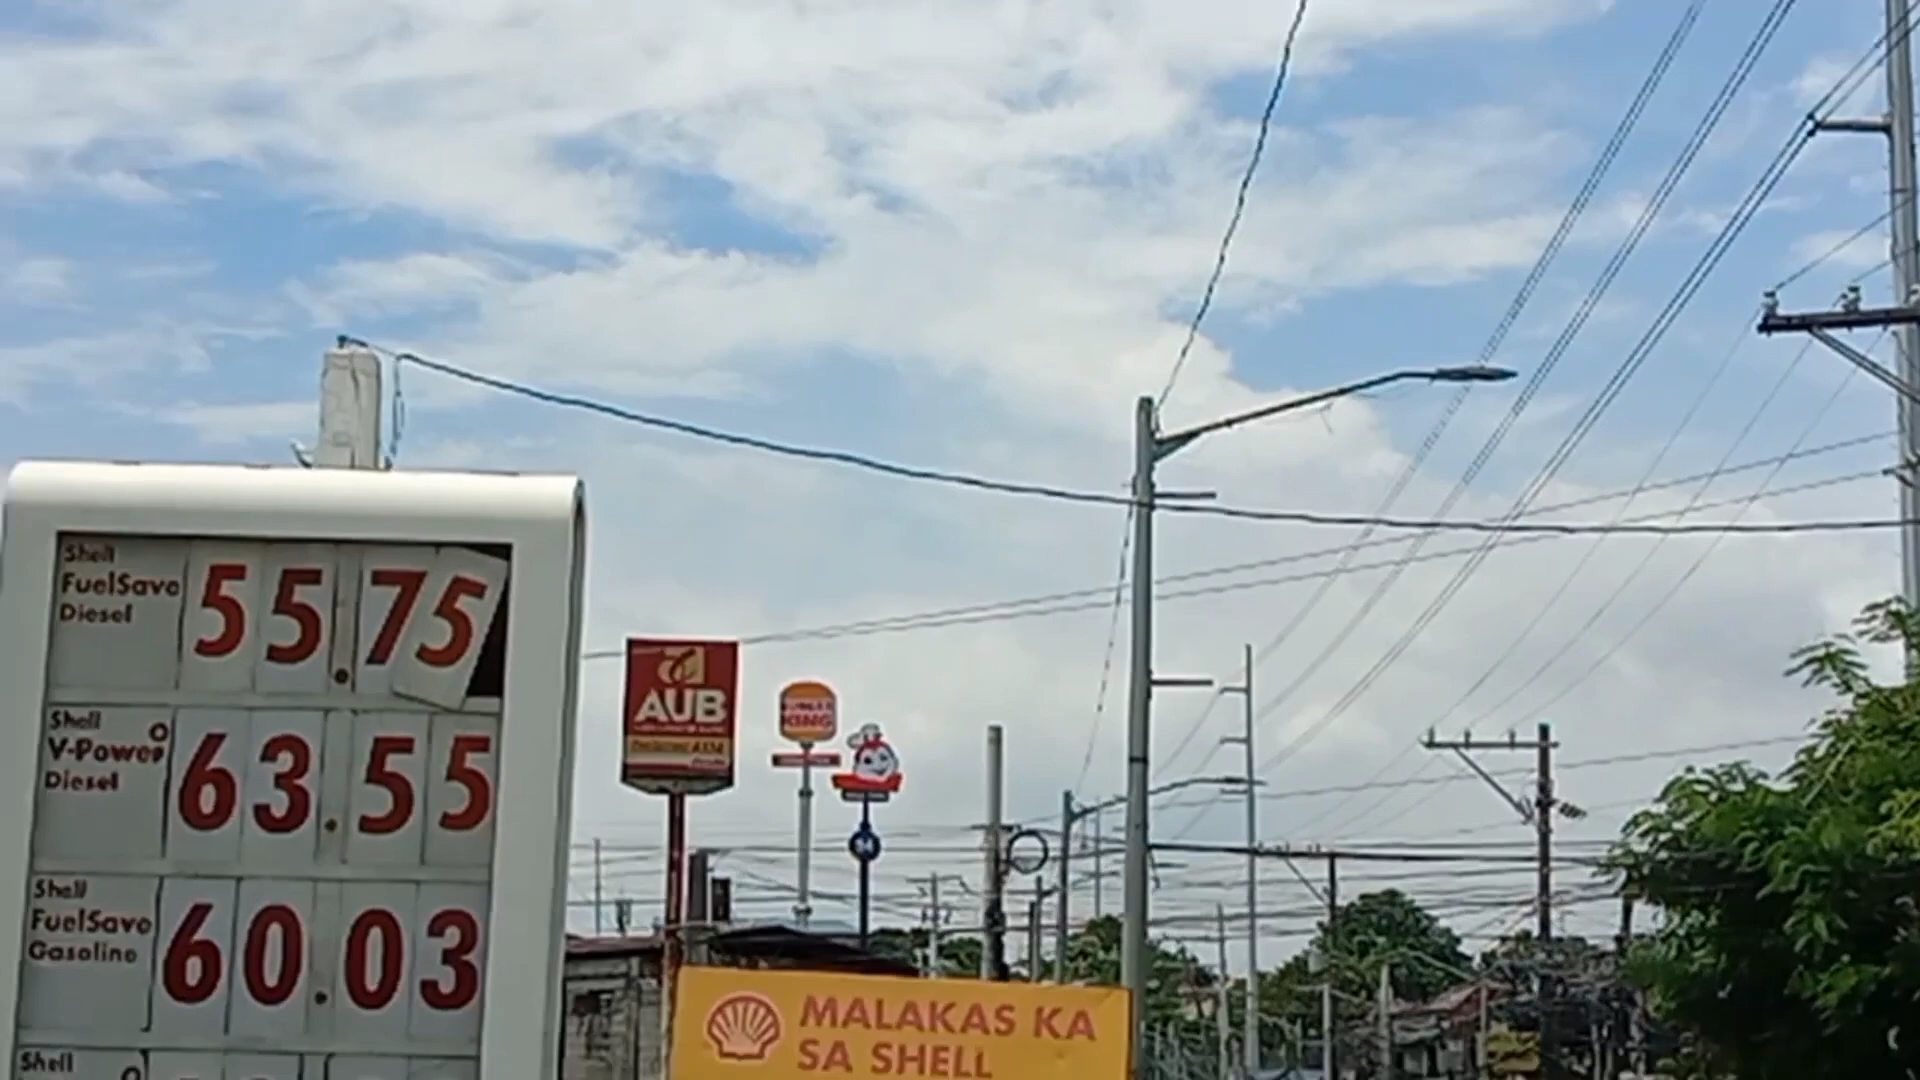 Shell
FuelSave
Diesel
55.75
Shell
V-Power
Diesel
63.55
Shell
FuelSave
Gasoline
60.03
Shell
AUB
KING
MALAKAS KA
SA SHELL